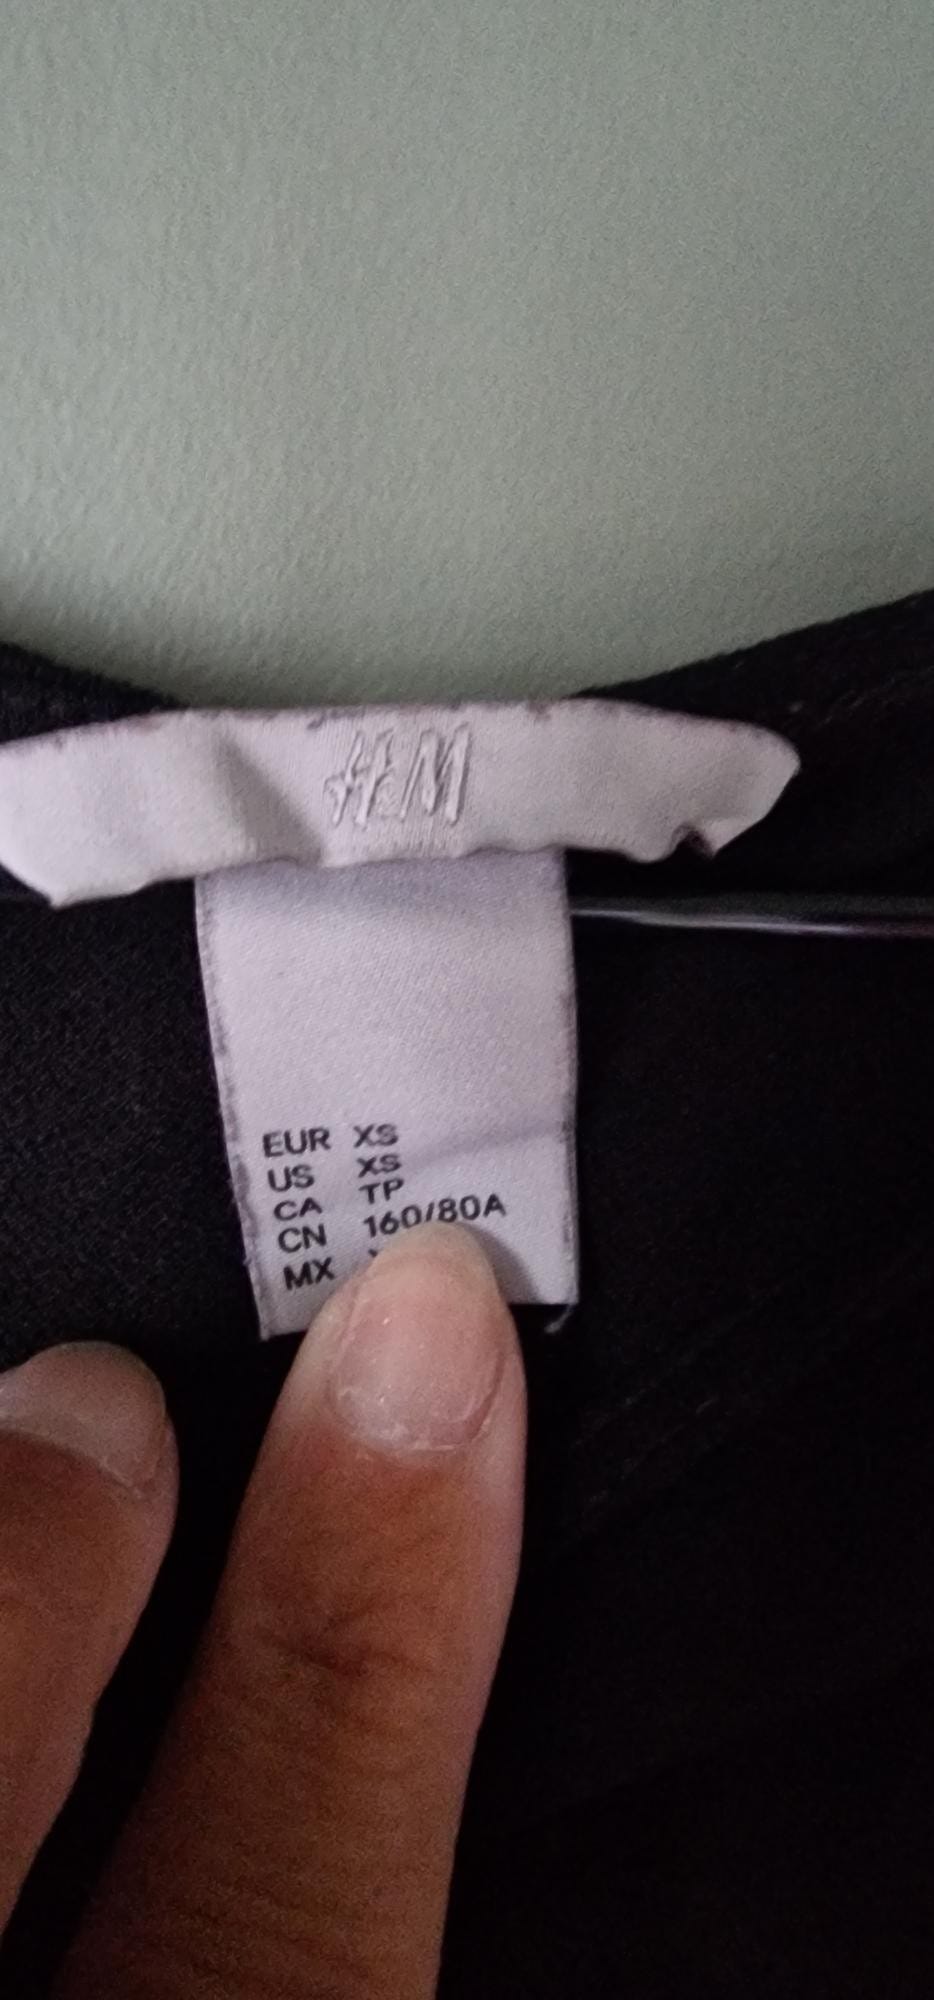 H&M
EUR XS
US XS
CA TP
CN 160/80A
MX